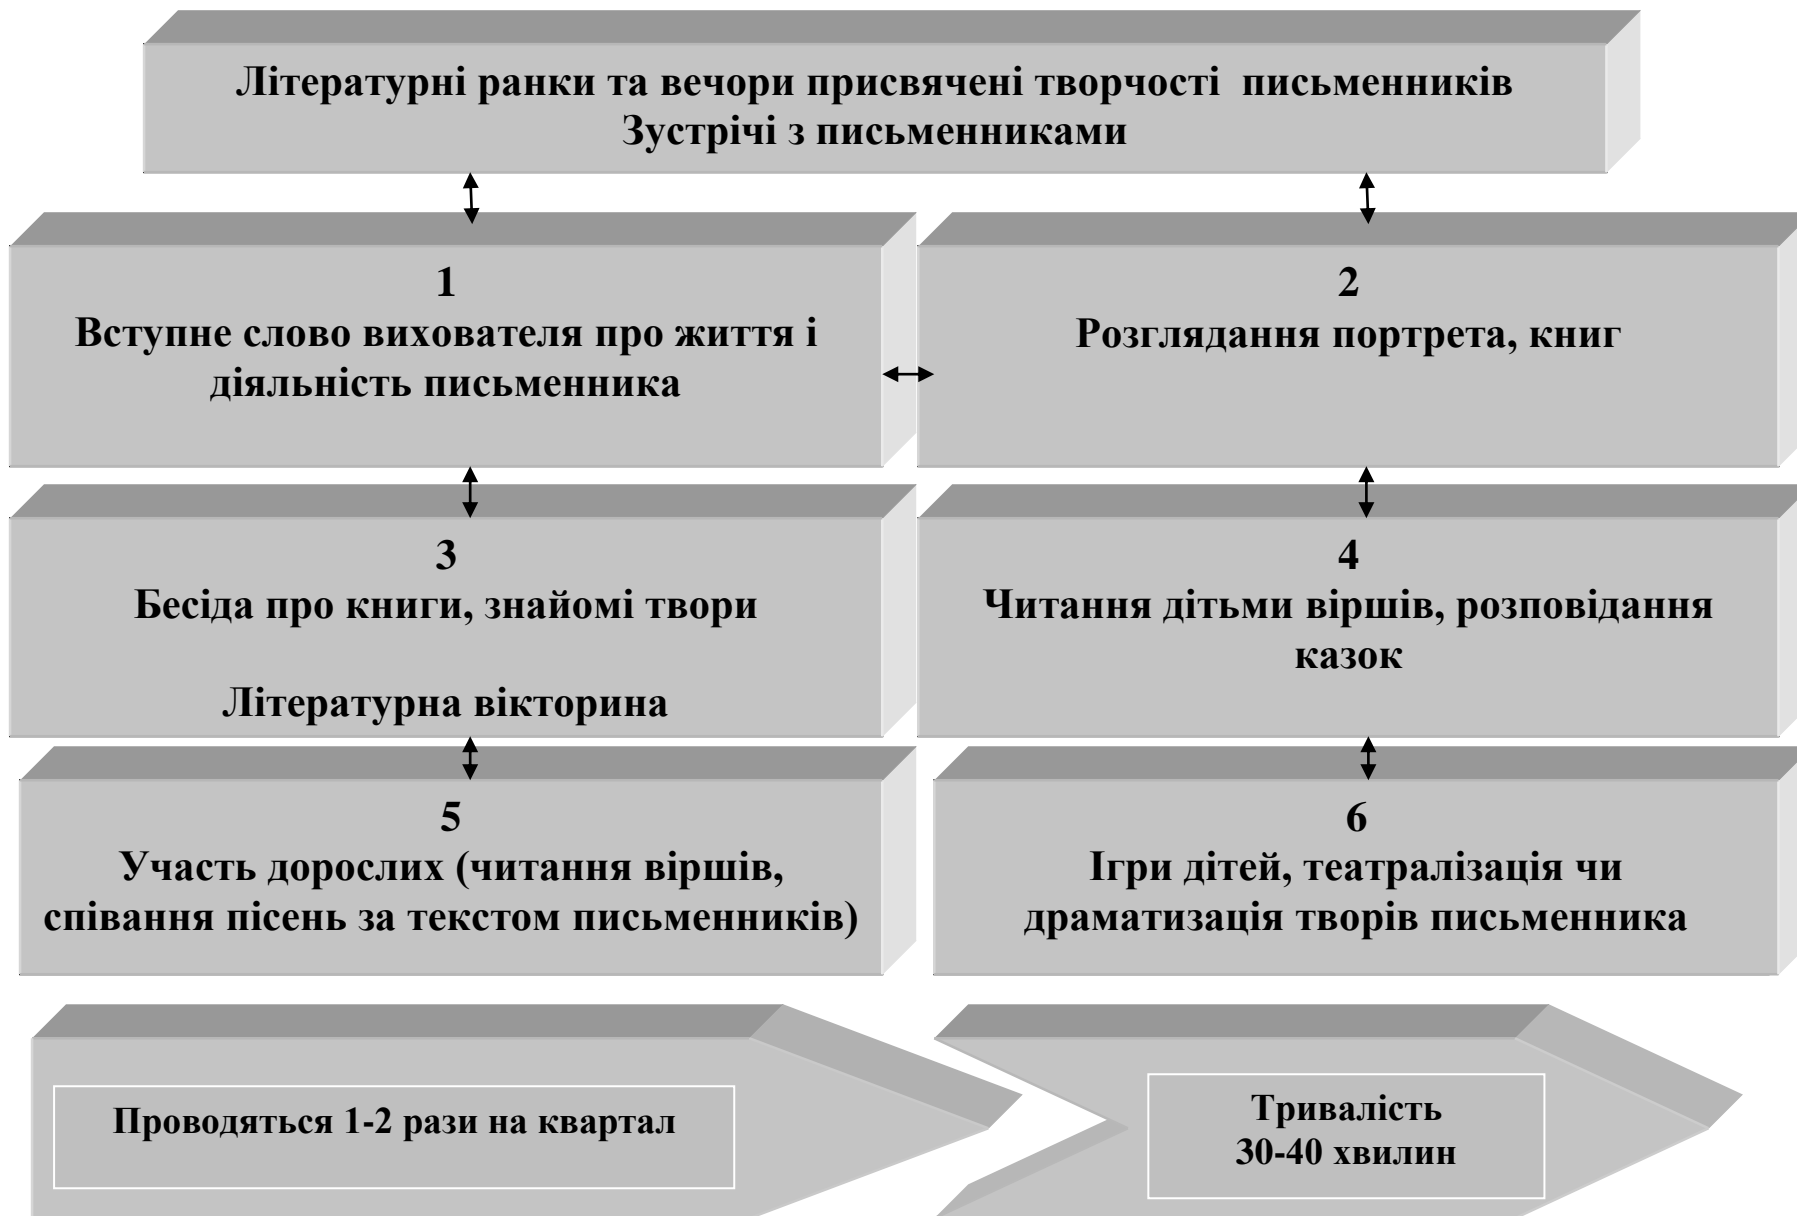 Літературні ранки та вечори присвячені творчості письменників
Зустрічі з письменниками
1
Вступне слово вихователя про життя і
діяльність письменника
2
Розглядання портрета, книг
3
Бесіда про книги, знайомі твори
Літературна вікторина
4
Читання дітьми віршів, розповідання
казок
5
Участь дорослих (читання віршів,
співання пісень за текстом письменників)
6
Ігри дітей, театралізація чи
драматизація творів письменника
Проводяться 1-2 рази на квартал
Тривалість
30-40 хвилин